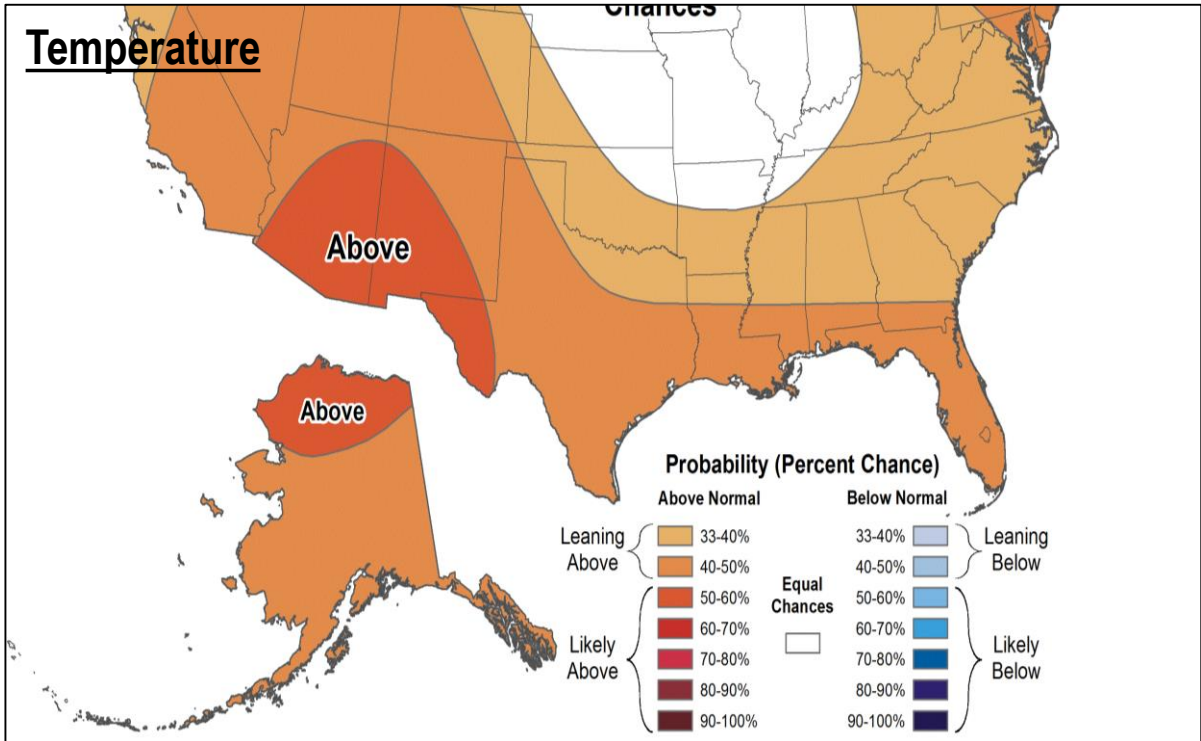 Chances
Temperature
Above
Above
Probability (Percent Chance)
Above Normal
Below Normal
Leaning
Above
33-40%
40-50%
Likely
Above
50-60%
60-70%
70-80%
80-90%
90-100%
Equal
Chances
33-40%
40-50%
Leaning
Below
50-60%
60-70%
70-80%
80-90%
90-100%
Likely
Below